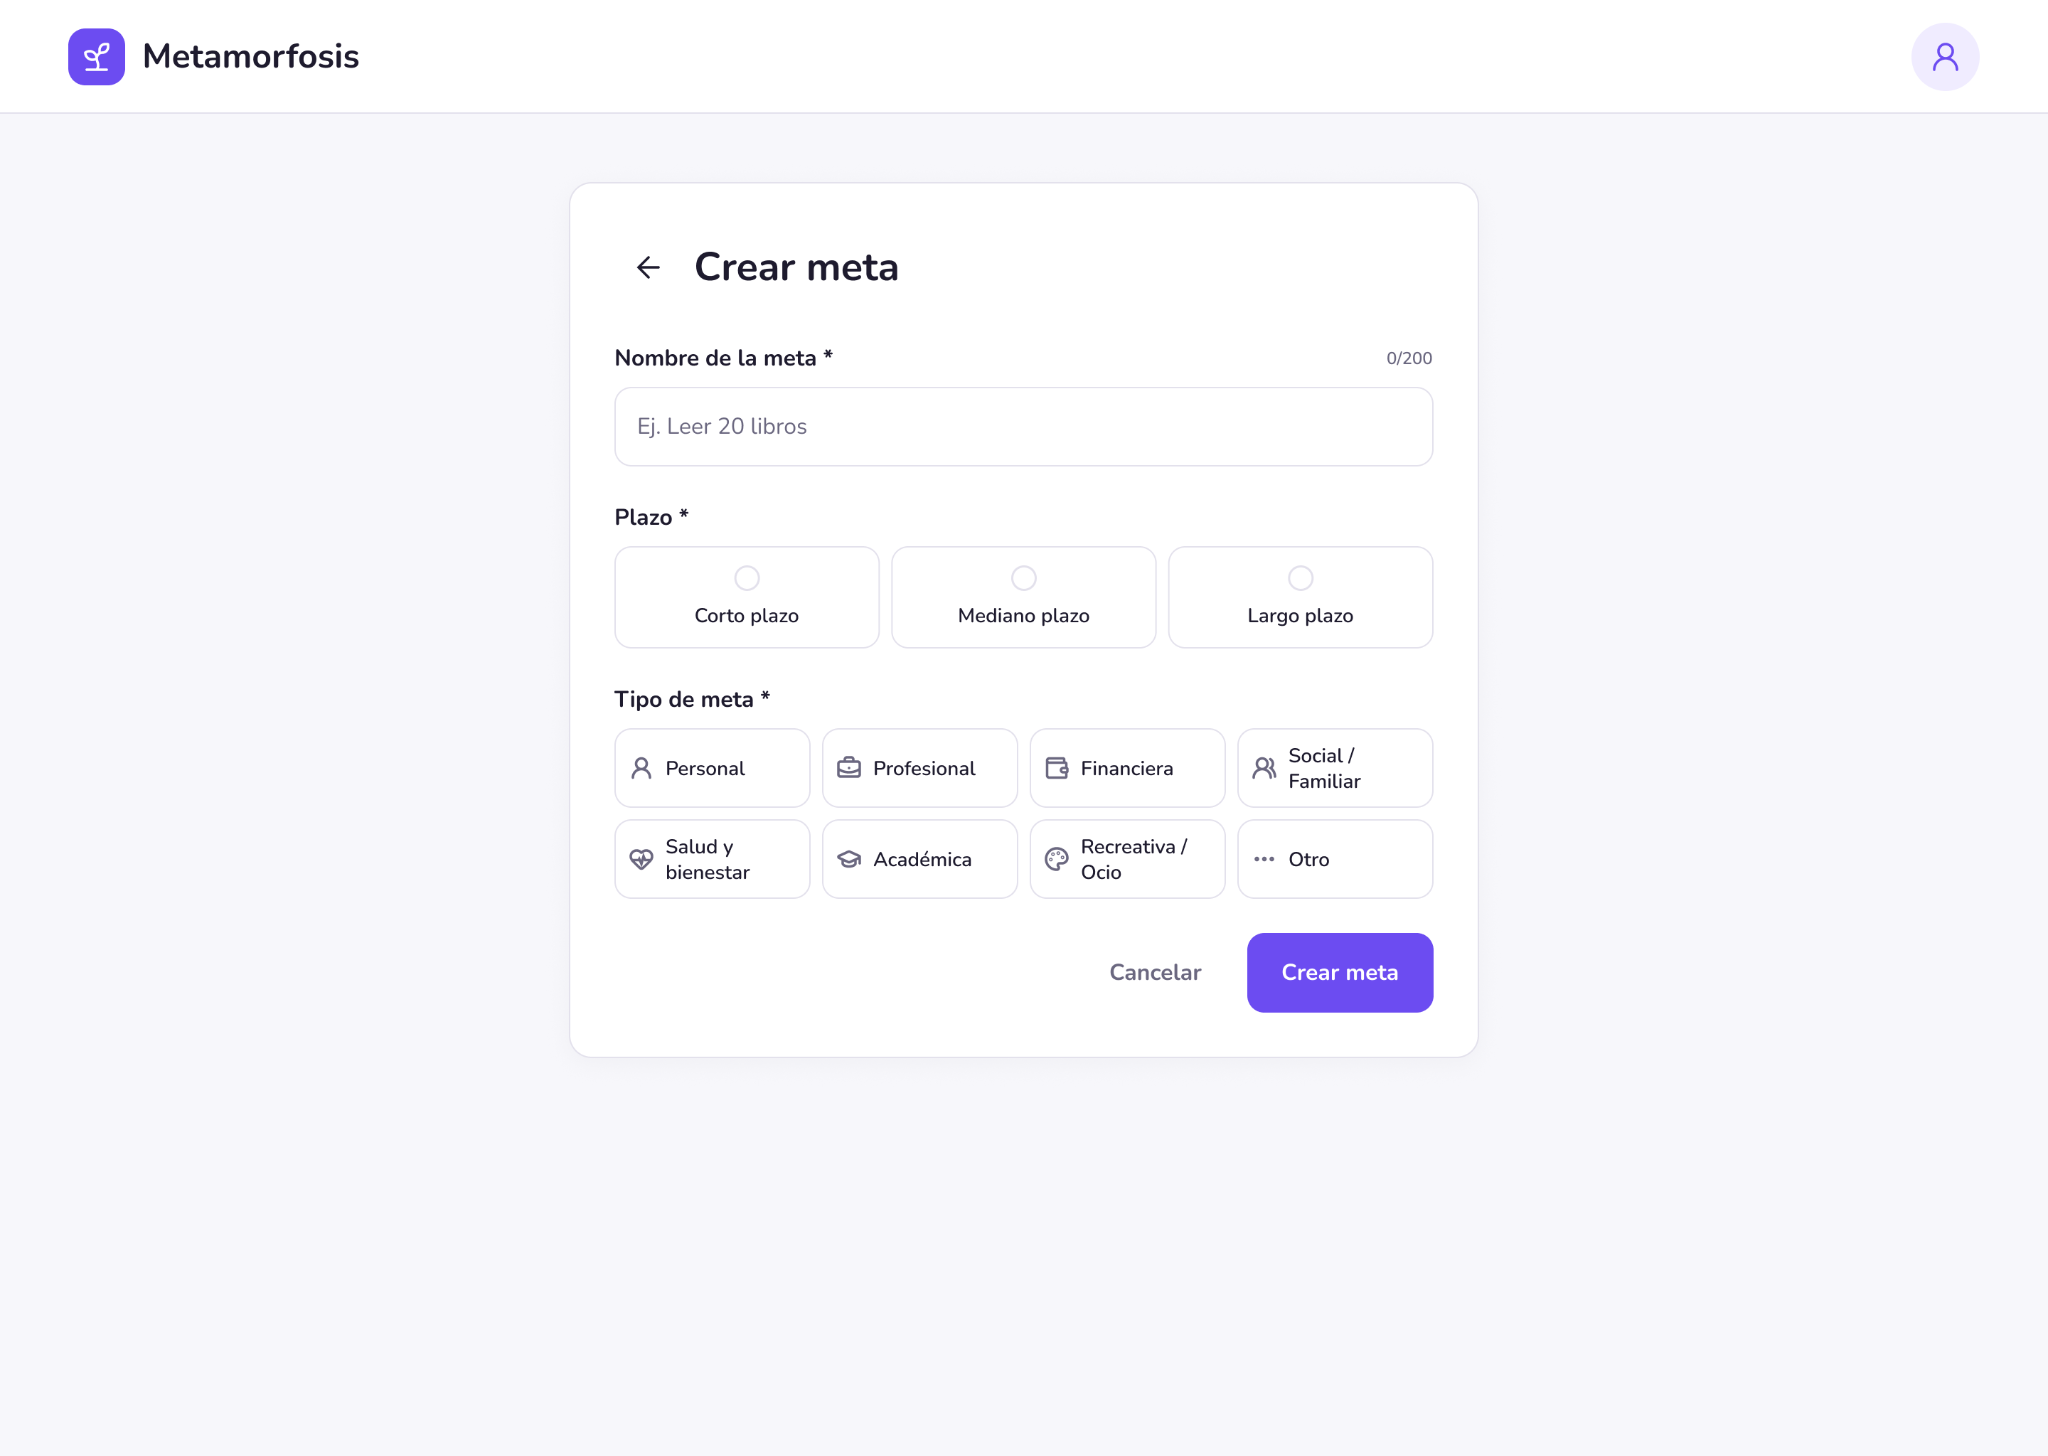 Metamorfosis
Crear meta
Nombre de la meta *
0/200
Ej. Leer 20 libros
Plazo *
Corto plazo
Mediano plazo
Largo plazo
Tipo de meta *
Personal
Profesional
Financiera
Social /
Familiar
Salud y
bienestar
Académica
Recreativa /
Ocio
Otro
Cancelar
Crear meta